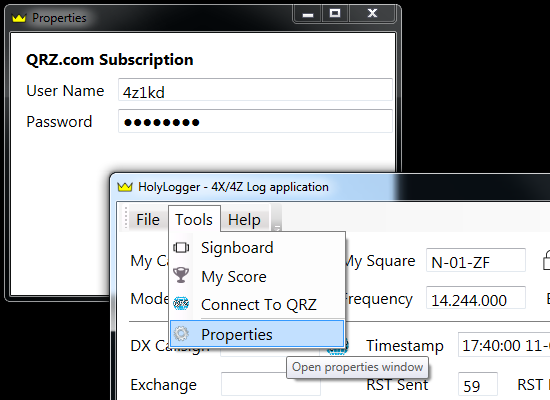 Properties
QRZ.com Subscription
User Name 4z1kd
Password ●●●●●●●●
HolyLogger - 4X/4Z Log application
File Tools Help
Signboard
My Square N-01-ZF
My Score
Mode Frequency 14.244.000
Connect To QRZ
Properties
DX Callsign Timestamp 17:40:00 11-
Open properties window
Exchange RST Sent 59 RST